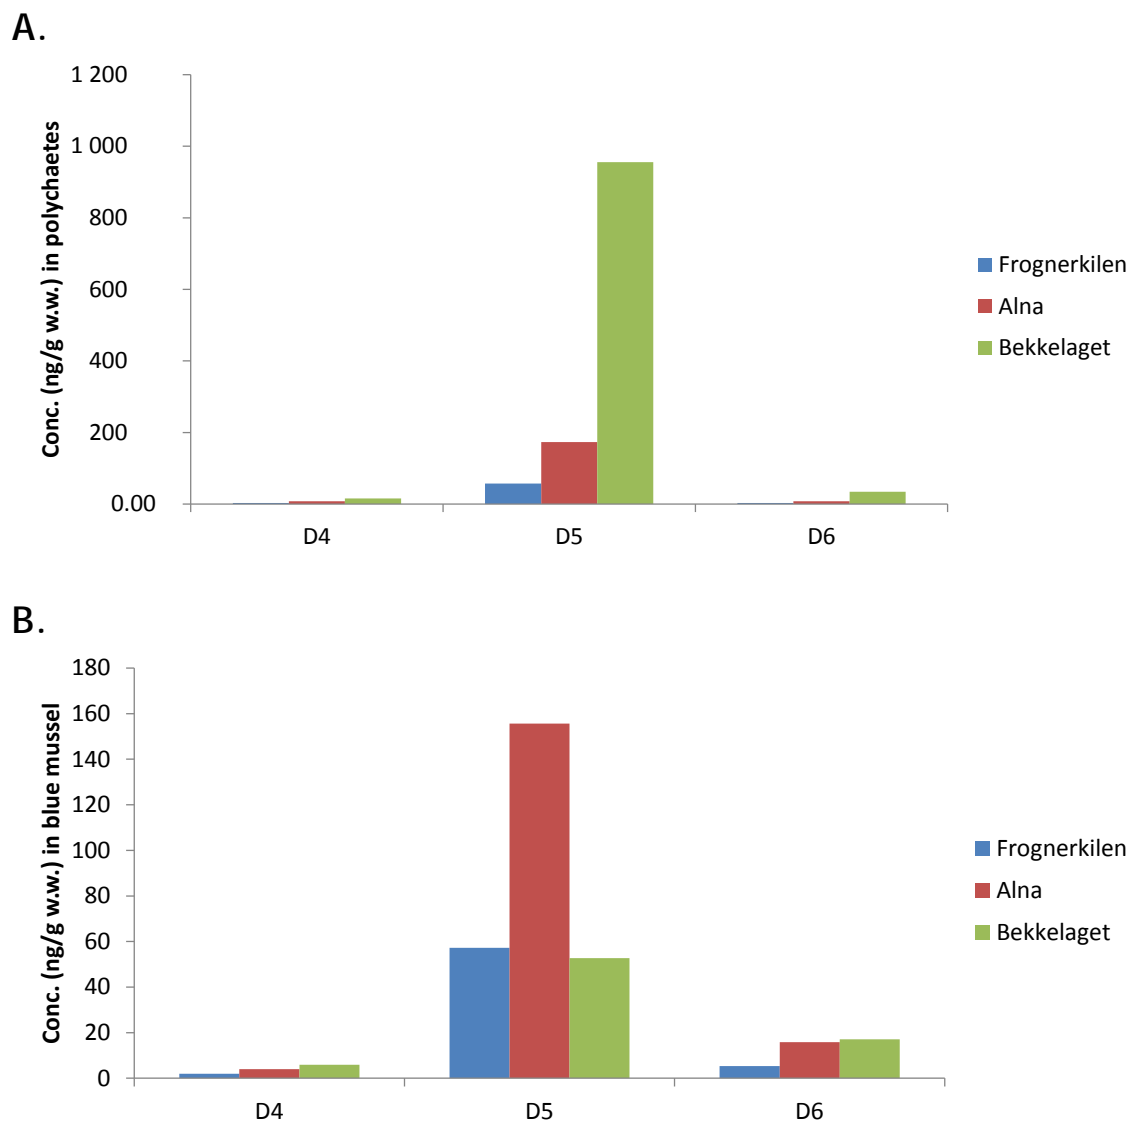 A.
Conc. (ng/g w.w.) in polychaetes
1 200
1 000
800
600
400
200
0.00
D4 D5 D6
Frognerkilen
Alna
Bekkelaget
B.
Conc. (ng/g w.w.) in blue mussel
180
160
140
120
100
80
60
40
20
0
D4 D5 D6
Frognerkilen
Alna
Bekkelaget